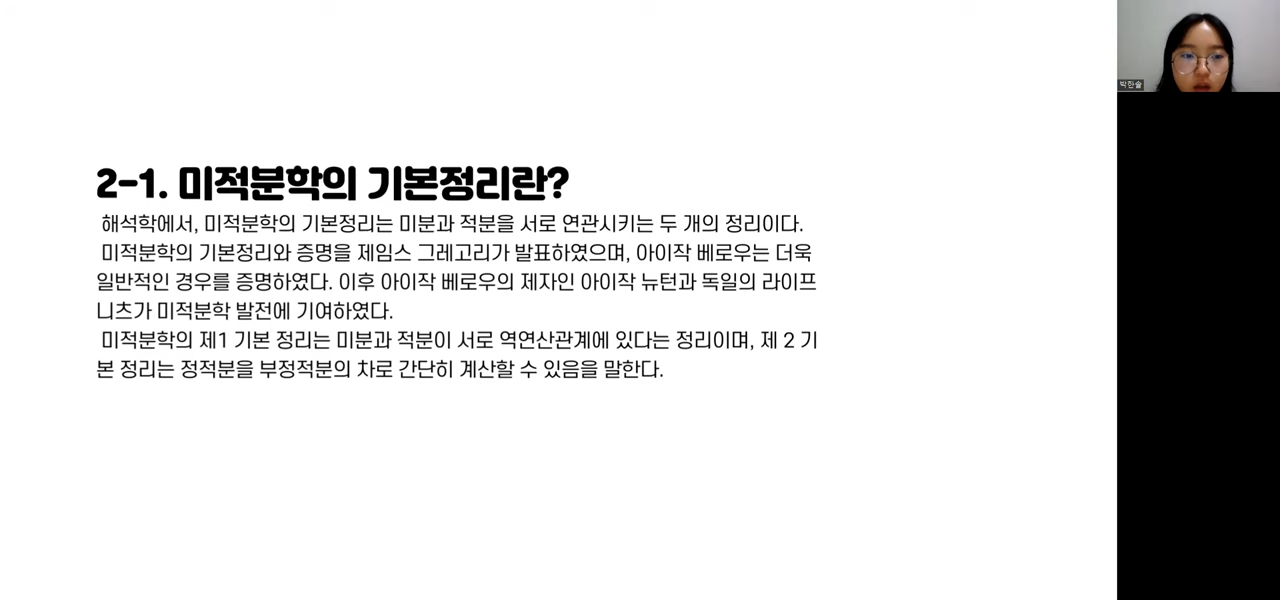 2-1. 미적분학의 기본정리란?
해석학에서, 미적분학의 기본정리는 미분과 적분을 서로 연관시키는 두 개의 정리이다.
미적분학의 기본정리와 증명을 제임스 그레고리가 발표하였으며, 아이작 베로우는 더욱
일반적인 경우를 증명하였다. 이후 아이작 베로우의 제자인 아이작 뉴턴과 독일의 라이프
니츠가 미적분학 발전에 기여하였다.
미적분학의 제1 기본 정리는 미분과 적분이 서로 역연산관계에 있다는 정리이며, 제 2 기
본 정리는 정적분을 부정적분의 차로 간단히 계산할 수 있음을 말한다.
박한솔